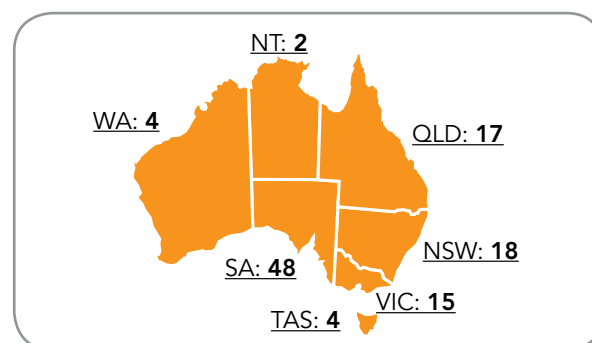 NT: 2
WA: 4
QLD: 17
NSW: 18
SA: 48
VIC: 15
TAS: 4